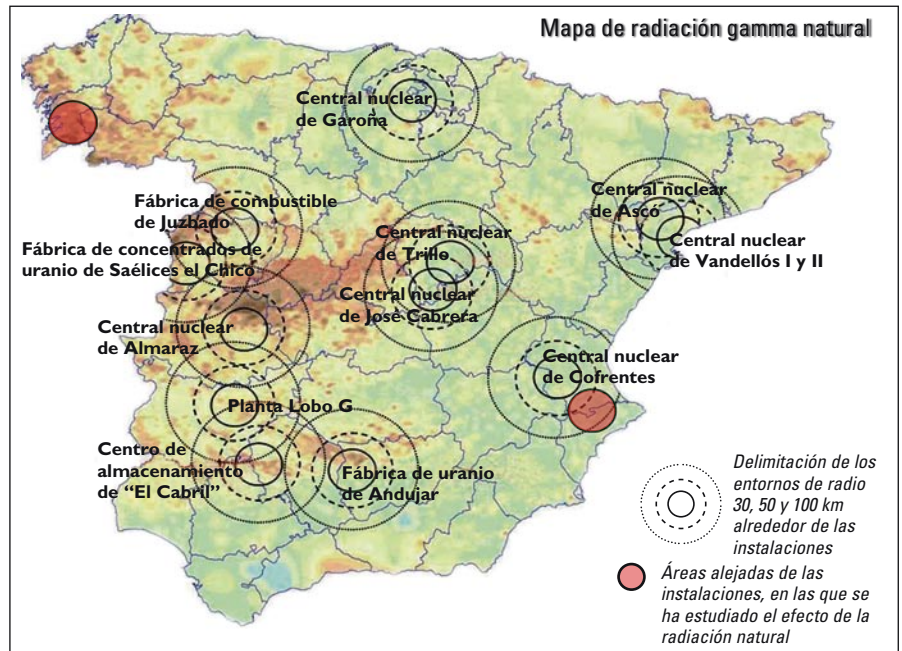 Mapa de radiación gamma natural
Central nuclear
de Garoña
Fábrica de combustible
de Juzbado
Fábrica de concentrados de
uranio de Saélices el Chico
Central nuclear
de Trillo
Central nuclear
de José Cabrera
Central nuclear
de Ascó
Central nuclear
de Vandellós I y II
Central nuclear
de Almaraz
Central nuclear
de Cofrentes
Planta Lobo G
Centro de
almacenamiento
de “El Cabril”
Fábrica de uranio
de Andujar
Delimitación de los
entornos de radio
30, 50 y 100 km
alrededor de las
instalaciones
Áreas alejadas de las
instalaciones, en las que se
ha estudiado el efecto de la
radiación natural